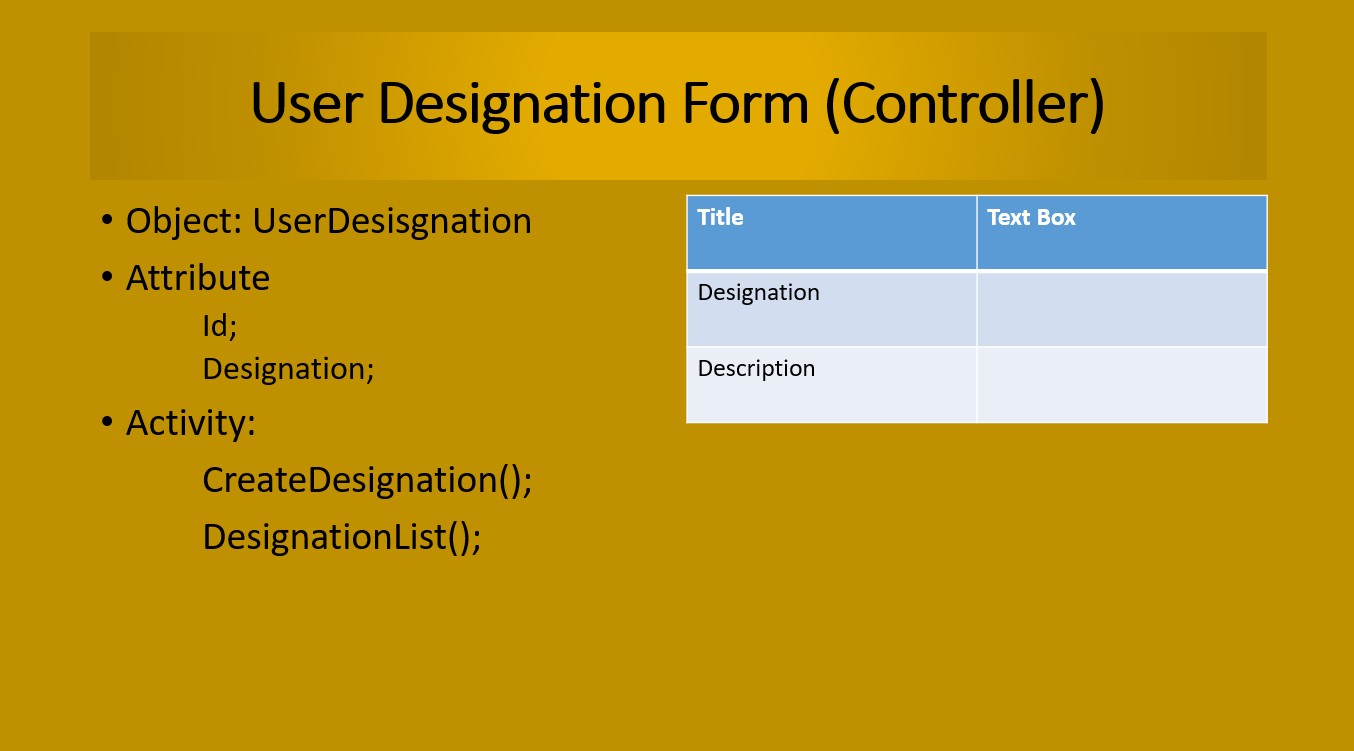 User Designation Form (Controller)
• Object: UserDesisgnation
• Attribute
Id;
Designation;
• Activity:
CreateDesignation();
DesignationList();
Title Text Box
Designation
Description